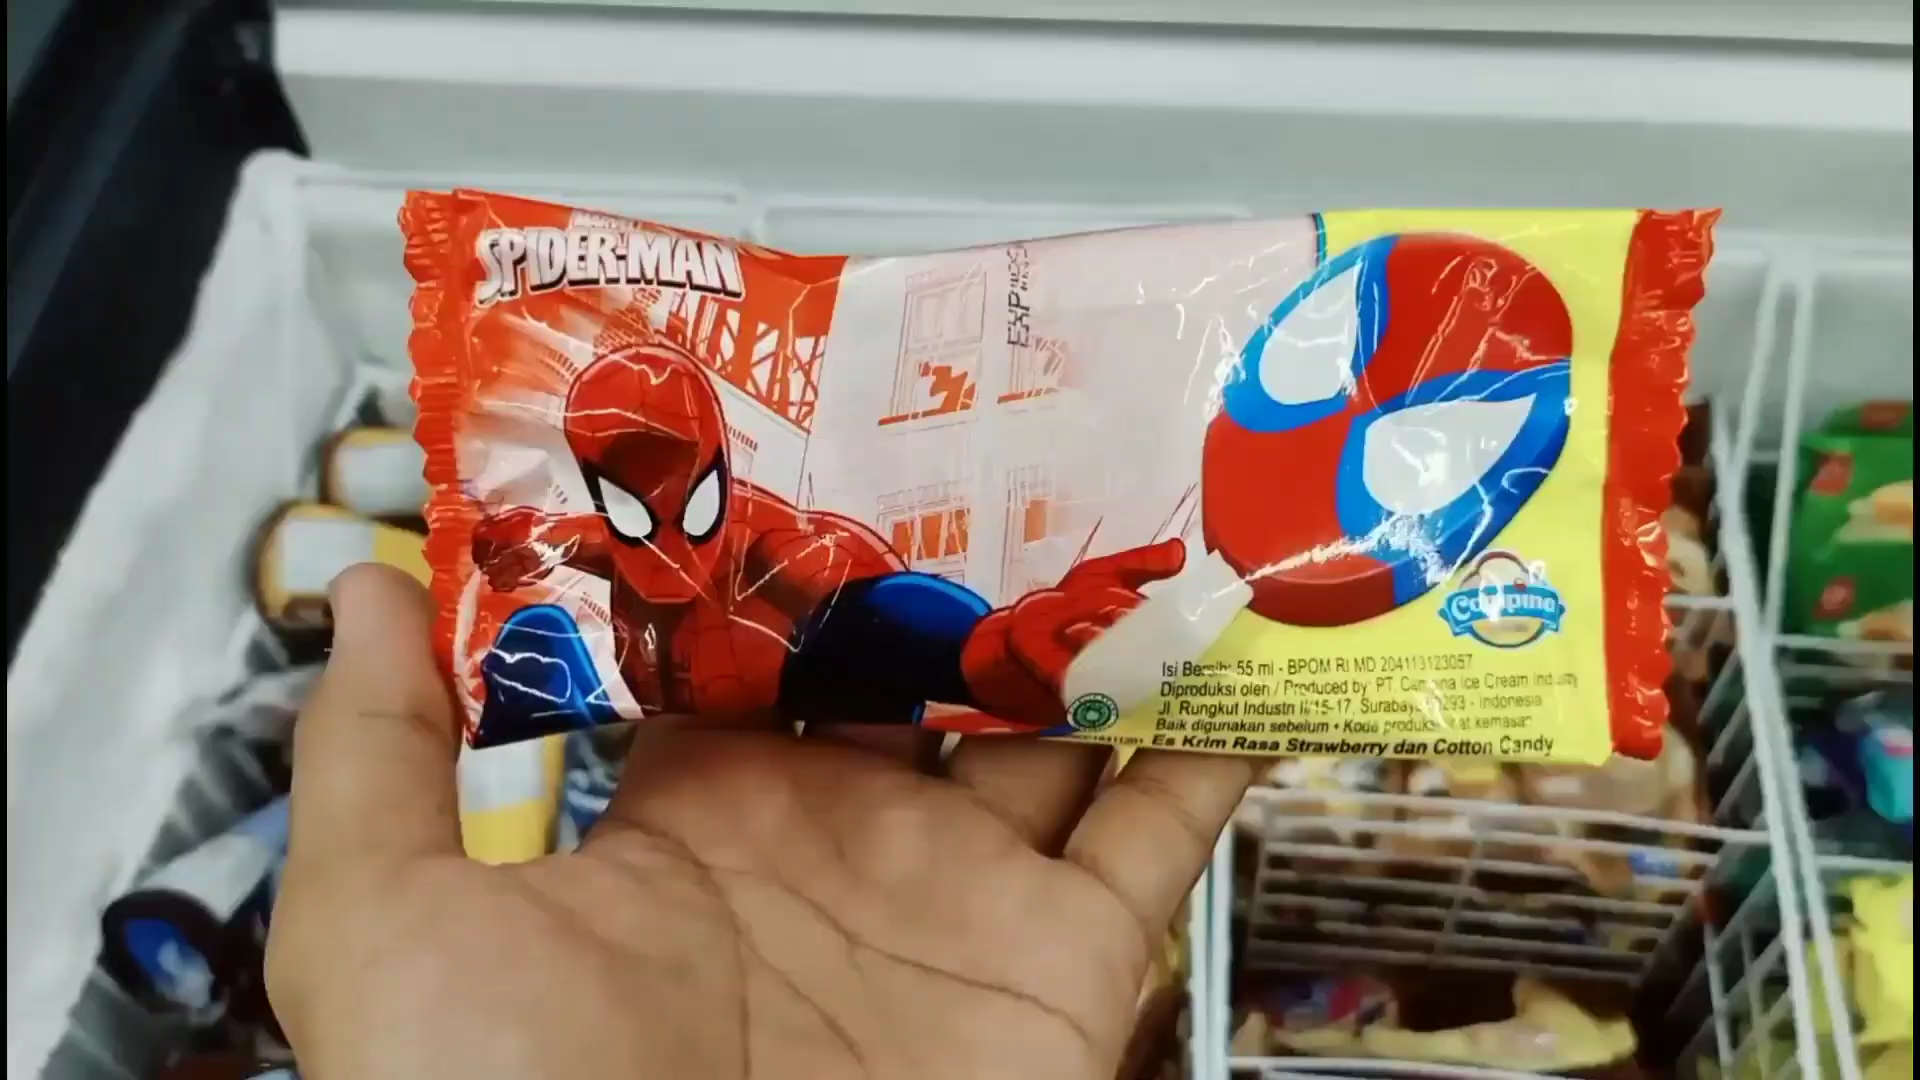 MARVEL
SPIDER-MAN
EXP
Campina
Isi Bersih: 55 ml - BPOM RI MD 204113123057
Diproduksi oleh / Produced by: PT. Campina Ice Cream Industry
Jl. Rungkut Industri II/15-17, Surabaya 60293 - Indonesia
Baik digunakan sebelum • Kode produksi
Es Krim Rasa Strawberry dan Cotton Candy